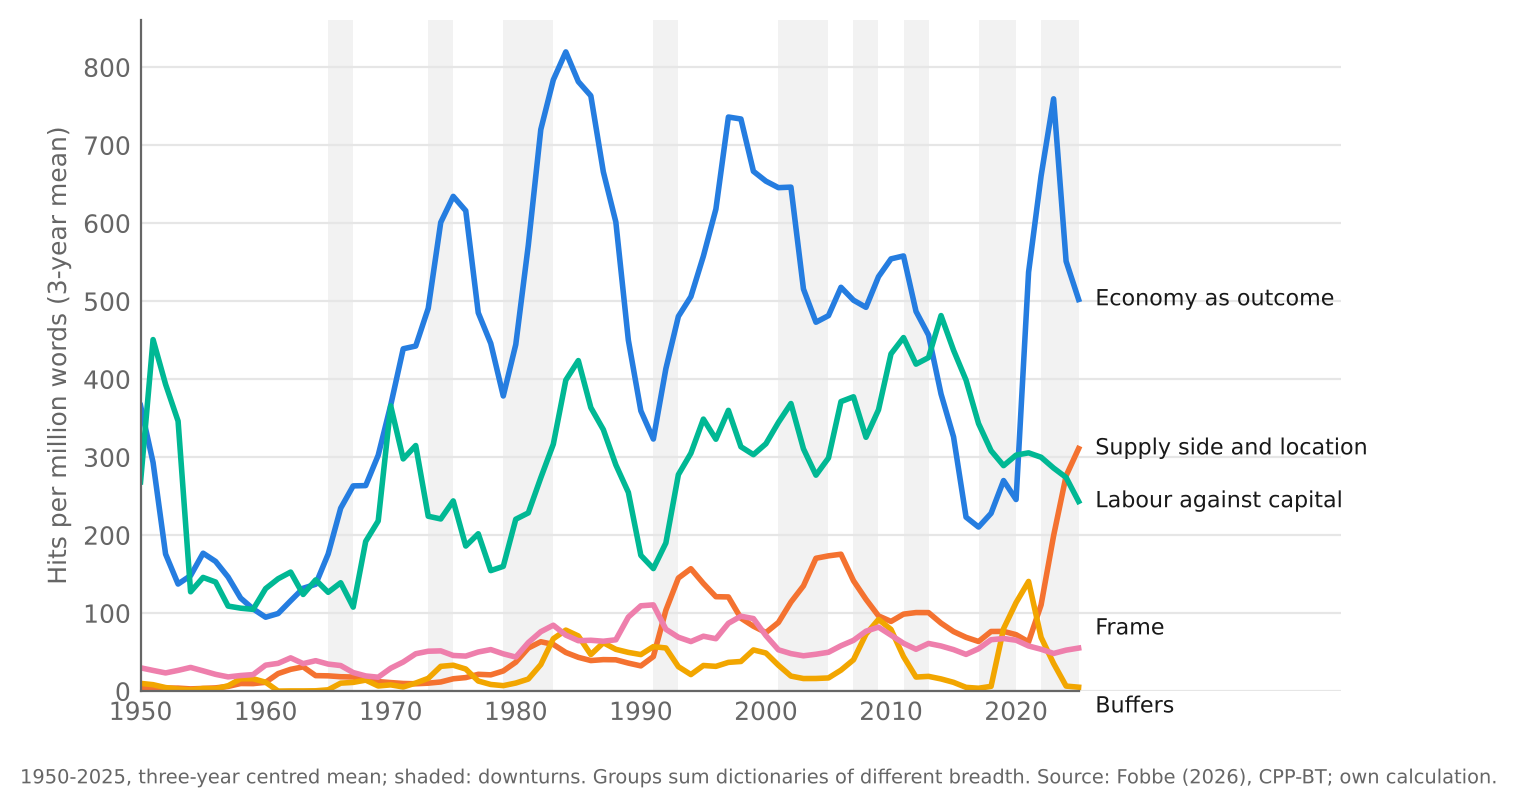 800
700
600
500
400
300
200
100
0
Hits per million words (3-year mean)
Economy as outcome
Supply side and location
Labour against capital
Frame
Buffers
1950 1960 1970 1980 1990 2000 2010 2020
1950-2025, three-year centred mean; shaded: downturns. Groups sum dictionaries of different breadth. Source: Fobbe (2026), CPP-BT; own calculation.